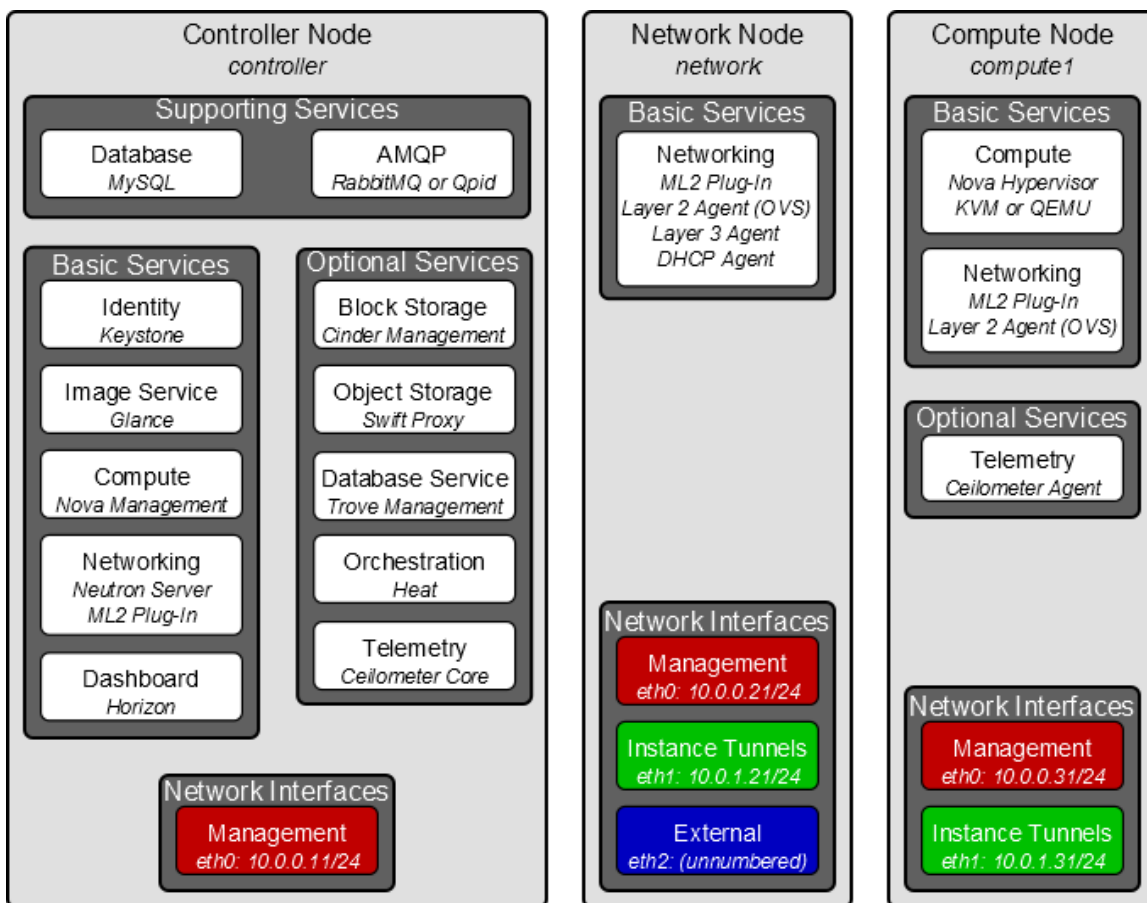 Controller Node
controller
Supporting Services
Database
MySQL
AMQP
RabbitMQ or Qpid
Basic Services
Identity
Keystone
Image Service
Glance
Compute
Nova Management
Networking
Neutron Server
ML2 Plug-In
Dashboard
Horizon
Optional Services
Block Storage
Cinder Management
Object Storage
Swift Proxy
Database Service
Trove Management
Orchestration
Heat
Telemetry
Ceilometer Core
Network Interfaces
Management
eth0: 10.0.0.11/24
Network Node
network
Basic Services
Networking
ML2 Plug-In
Layer 2 Agent (OVS)
Layer 3 Agent
DHCP Agent
Network Interfaces
Management
eth0: 10.0.0.21/24
Instance Tunnels
eth1: 10.0.1.21/24
External
eth2: (unnumbered)
Compute Node
compute1
Basic Services
Compute
Nova Hypervisor
KVM or QEMU
Networking
ML2 Plug-In
Layer 2 Agent (OVS)
Optional Services
Telemetry
Ceilometer Agent
Network Interfaces
Management
eth0: 10.0.0.31/24
Instance Tunnels
eth1: 10.0.1.31/24